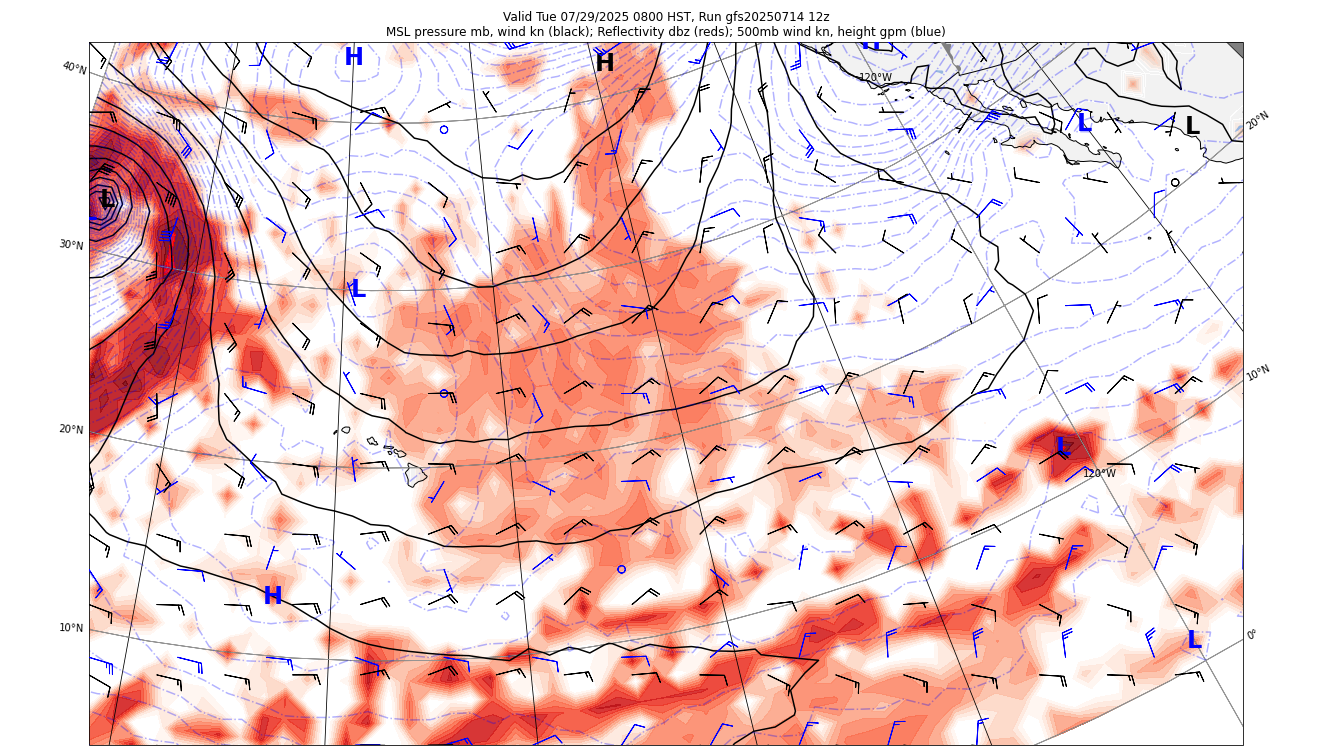 Valid Tue 07/29/2025 0800 HST, Run gfs20250714 12z
MSL pressure mb, wind kn (black); Reflectivity dbz (reds); 500mb wind kn, height gpm (blue)
H
H
H
40°N
120°W
L
L
20°N
L
30°N
L
10°N
20°N
L
120°W
H
10°N
0°
L